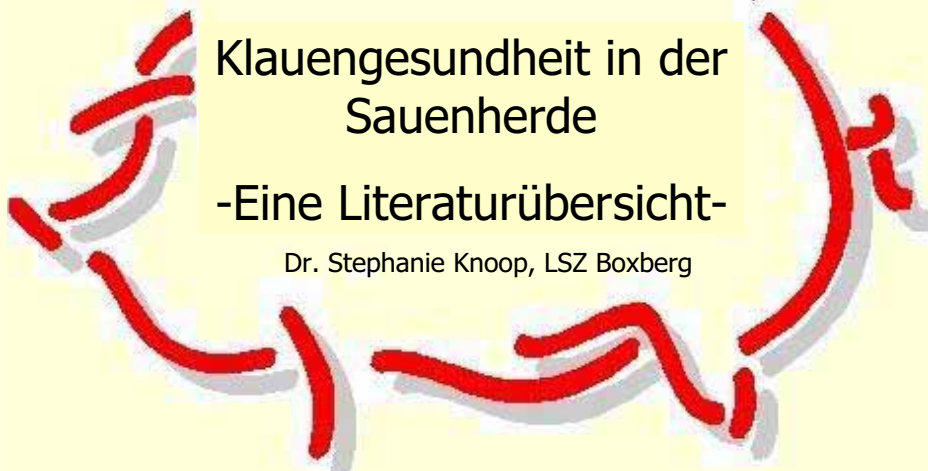 Klauengesundheit in der
Sauenherde
-Eine Literaturübersicht-
Dr. Stephanie Knoop, LSZ Boxberg